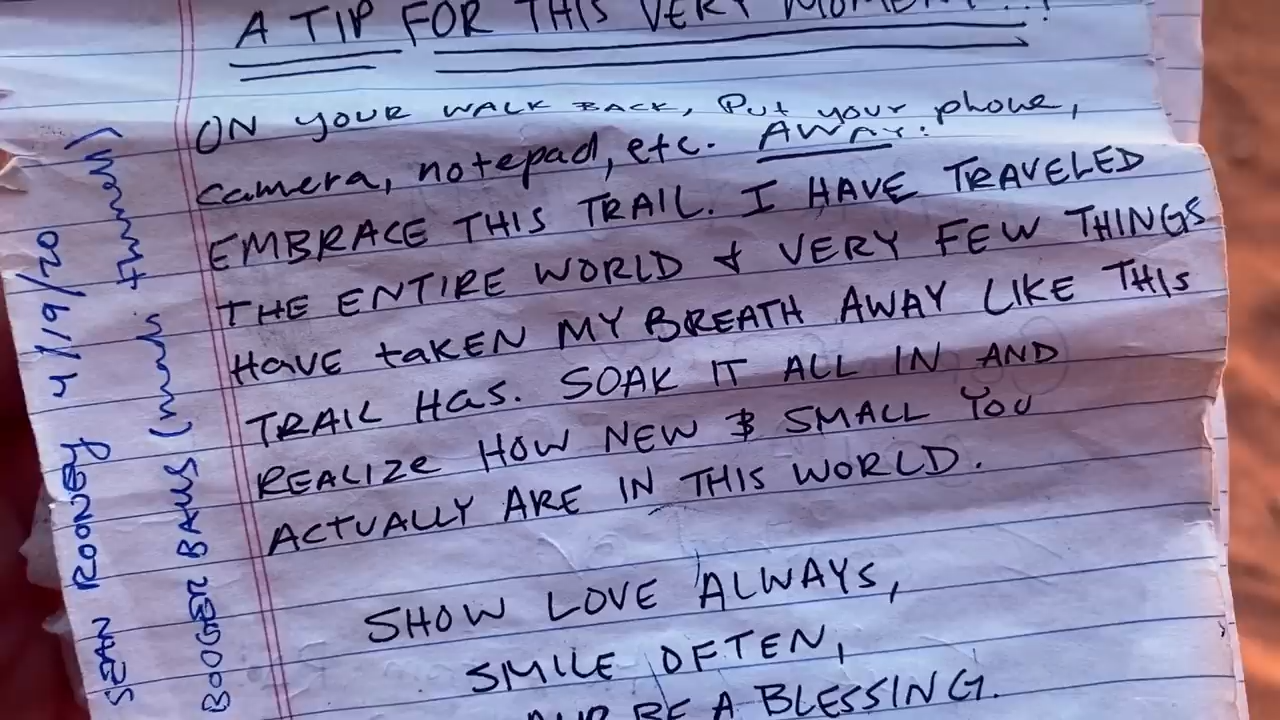 A TIP FOR THIS VERY MOMENT...!
ON YOUR WALK BACK, Put your phone,
camera, notepad, etc. AWAY.
EMBRACE THIS TRAIL. I HAVE TRAVELED
THE ENTIRE WORLD & VERY FEW THINGS
HAVE taKEN MY BREATH AWAY LIKE THIS
TRAIL HAS. SOAK IT ALL IN AND
REALIZE HOW NEW & SMALL YOU
ACTUALLY ARE IN THIS WORLD.
SHOW LOVE ALWAYS,
SMILE OFTEN,
AND BE A BLESSING.
SEAN ROONEY 4/19/20
BOOGER BALLS